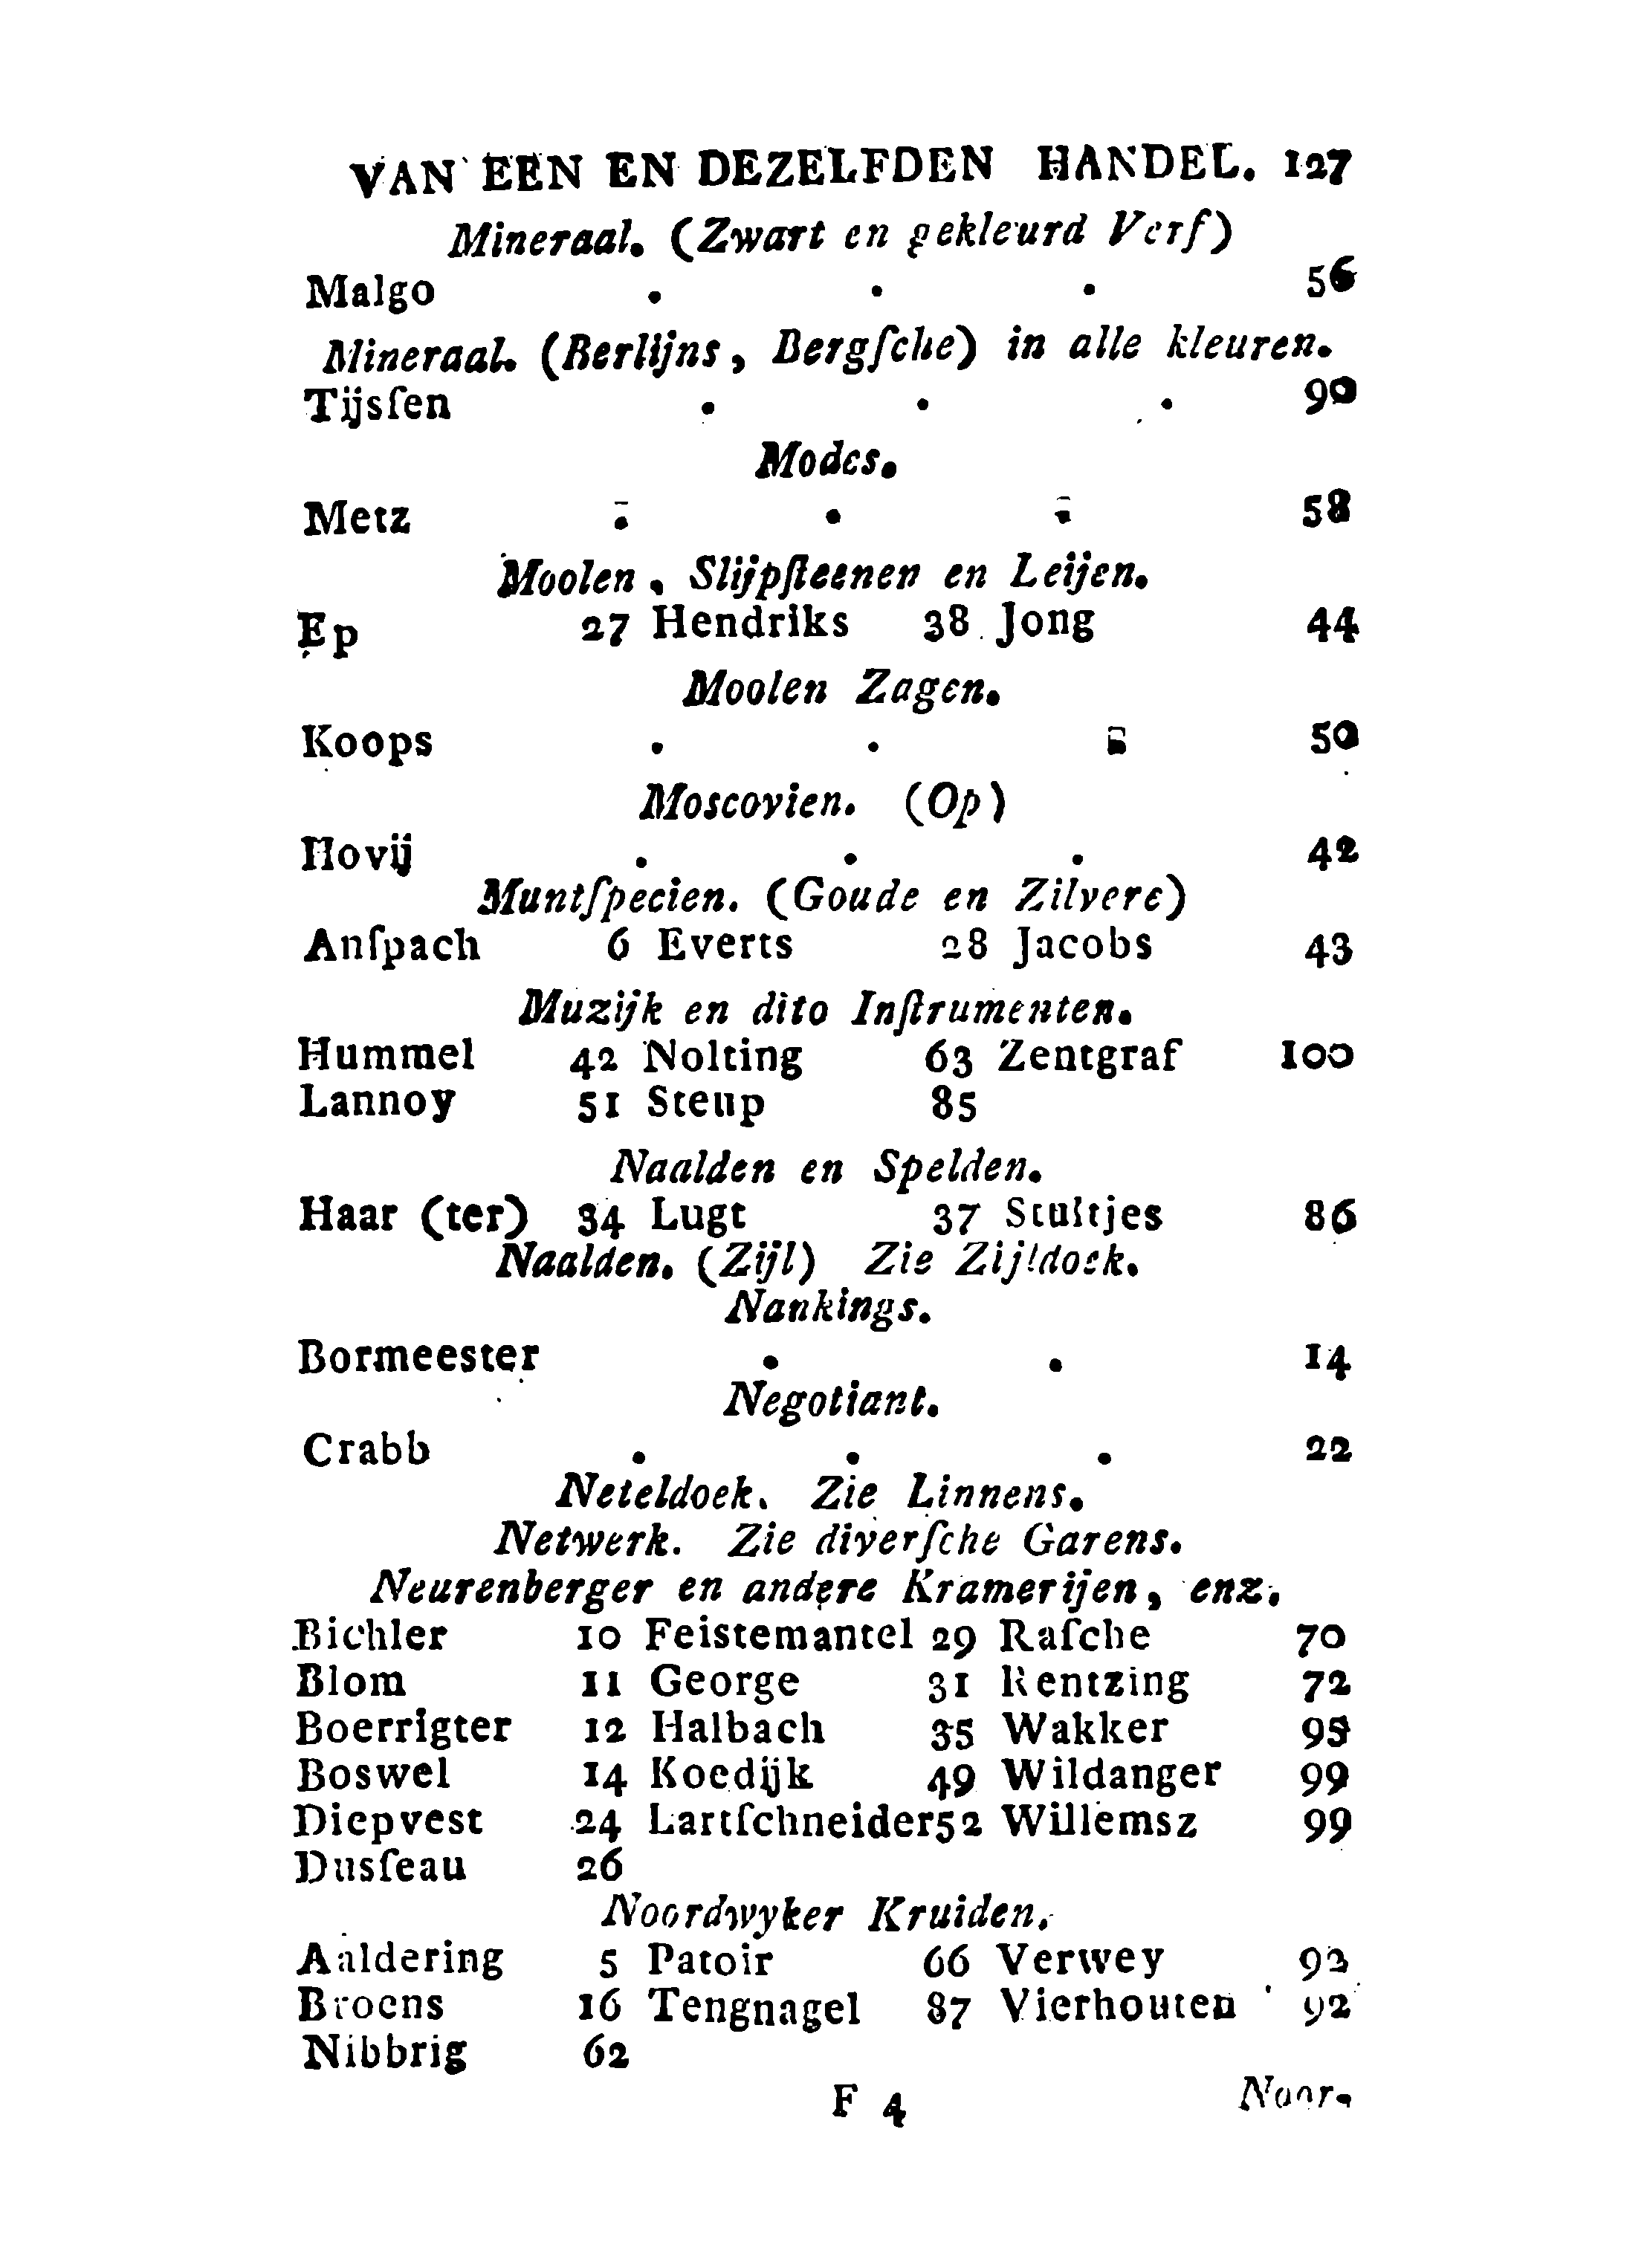 VAN EEN EN DEZELFDEN HANDEL. 127
Mineraal. (Zwart en gekleurd Verf)
Malgo . . . 56
Mineraal. (Berlijns, Bergſche) in alle kleuren.
Tijsſen . . . 90
Modes.
Metz . . . 58
Moolen, Slijpſteenen en Leijen.
Ep 27 Hendriks 38 Jong 44
Moolen Zagen.
Koops . . . 50
Moscovien. (Op)
Hovij . . . 42
Muntſpecien. (Goude en Zilvere)
Anſpach 6 Everts 28 Jacobs 43
Muzijk en dito Inſtrumenten.
Hummel 42 Nolting 63 Zentgraf 100
Lannoy 51 Steup 85
Naalden en Spelden.
Haar (ter) 34 Lugt 37 Stultjes 86
Naalden. (Zijl) Zie Zijldoek.
Nankings.
Bormeester . . 14
Negotiant.
Crabb . . . 22
Neteldoek. Zie Linnens.
Netwerk. Zie diverſche Garens.
Neurenberger en andere Kramerijen, enz.
Bichler 10 Feistemantel 29 Raſche 70
Blom 11 George 31 Rentzing 72
Boerrigter 12 Halbach 35 Wakker 95
Boswel 14 Koedijk 49 Wildanger 99
Diepvest 24 Lartſchneider 52 Willemsz 99
Dusſeau 26
Noordwyker Kruiden.
Aaldering 5 Patoir 66 Verwey 92
Broens 16 Tengnagel 87 Vierhouten 92
Nibbrig 62
F 4 Noor-